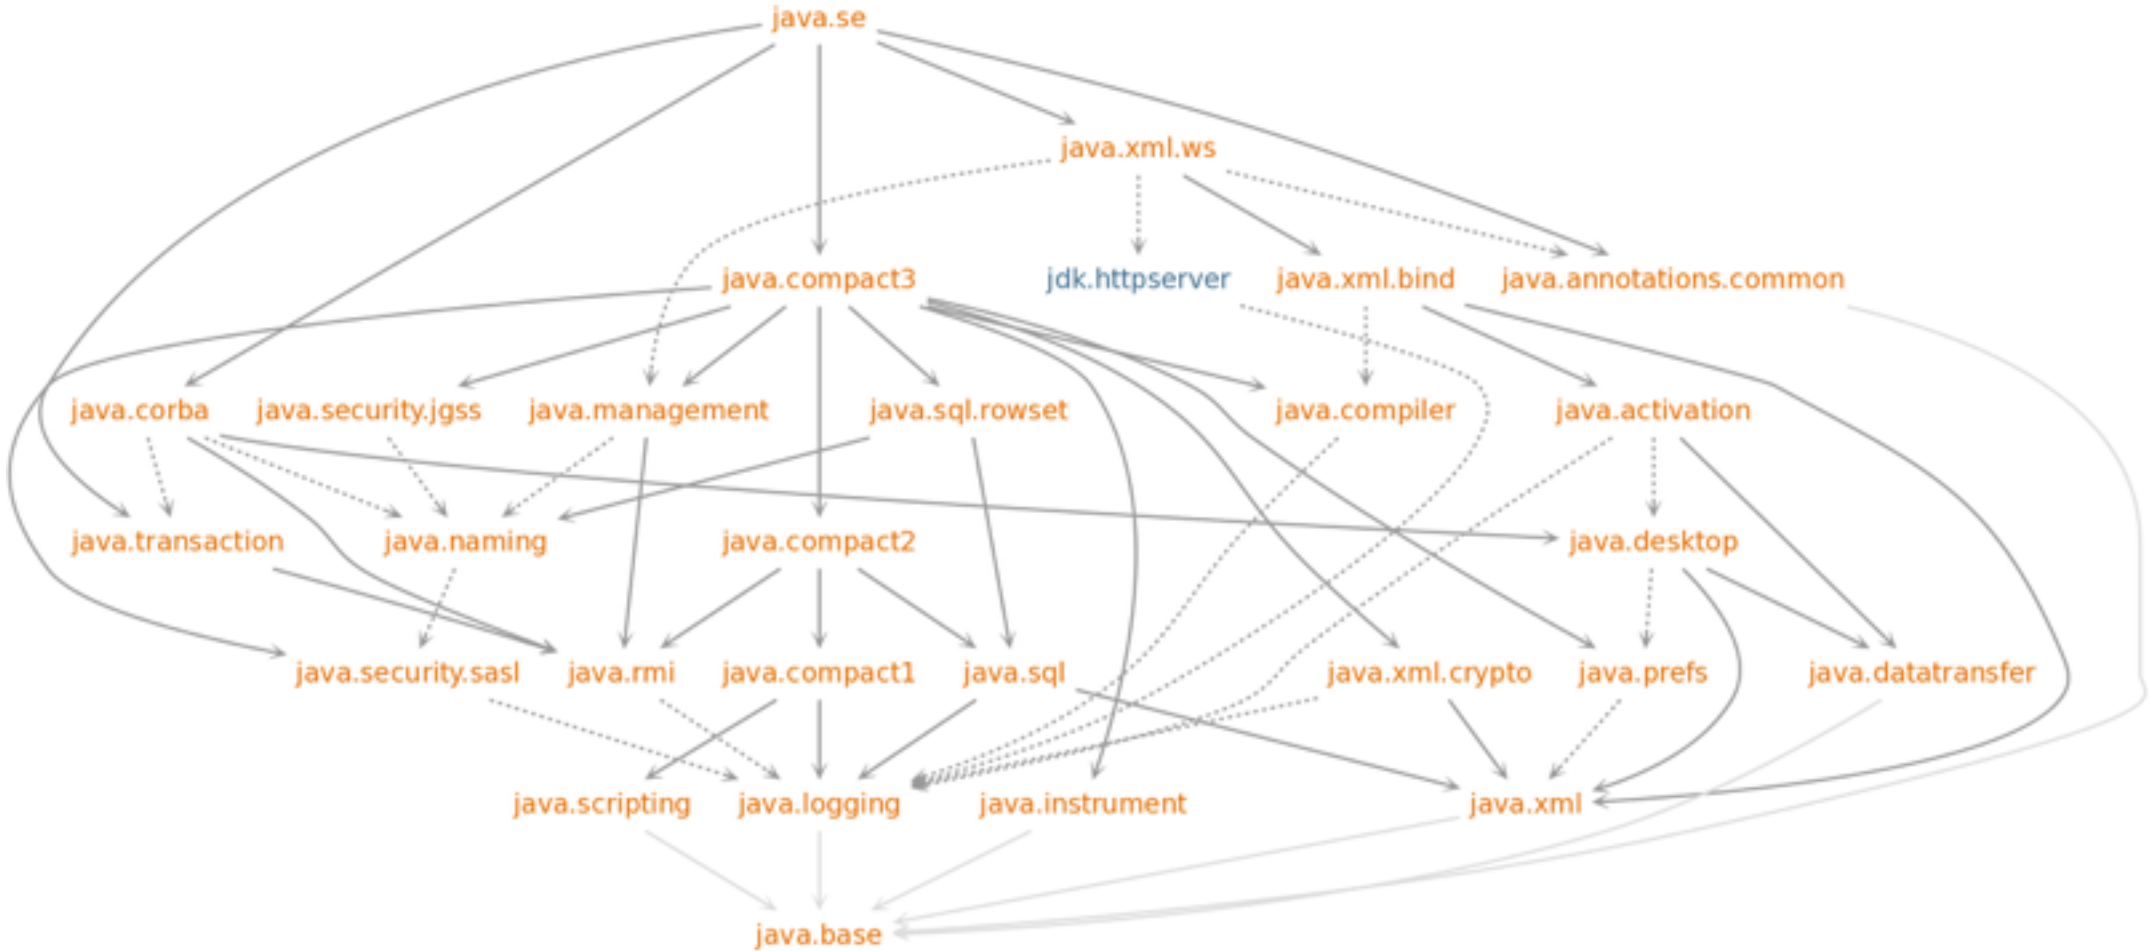 java.se
java.xml.ws
java.compact3
jdk.httpserver
java.xml.bind
java.annotations.common
java.corba
java.security.jgss
java.management
java.sql.rowset
java.compiler
java.activation
java.transaction
java.naming
java.compact2
java.desktop
java.security.sasl
java.rmi
java.compact1
java.sql
java.xml.crypto
java.prefs
java.datatransfer
java.scripting
java.logging
java.instrument
java.xml
java.base